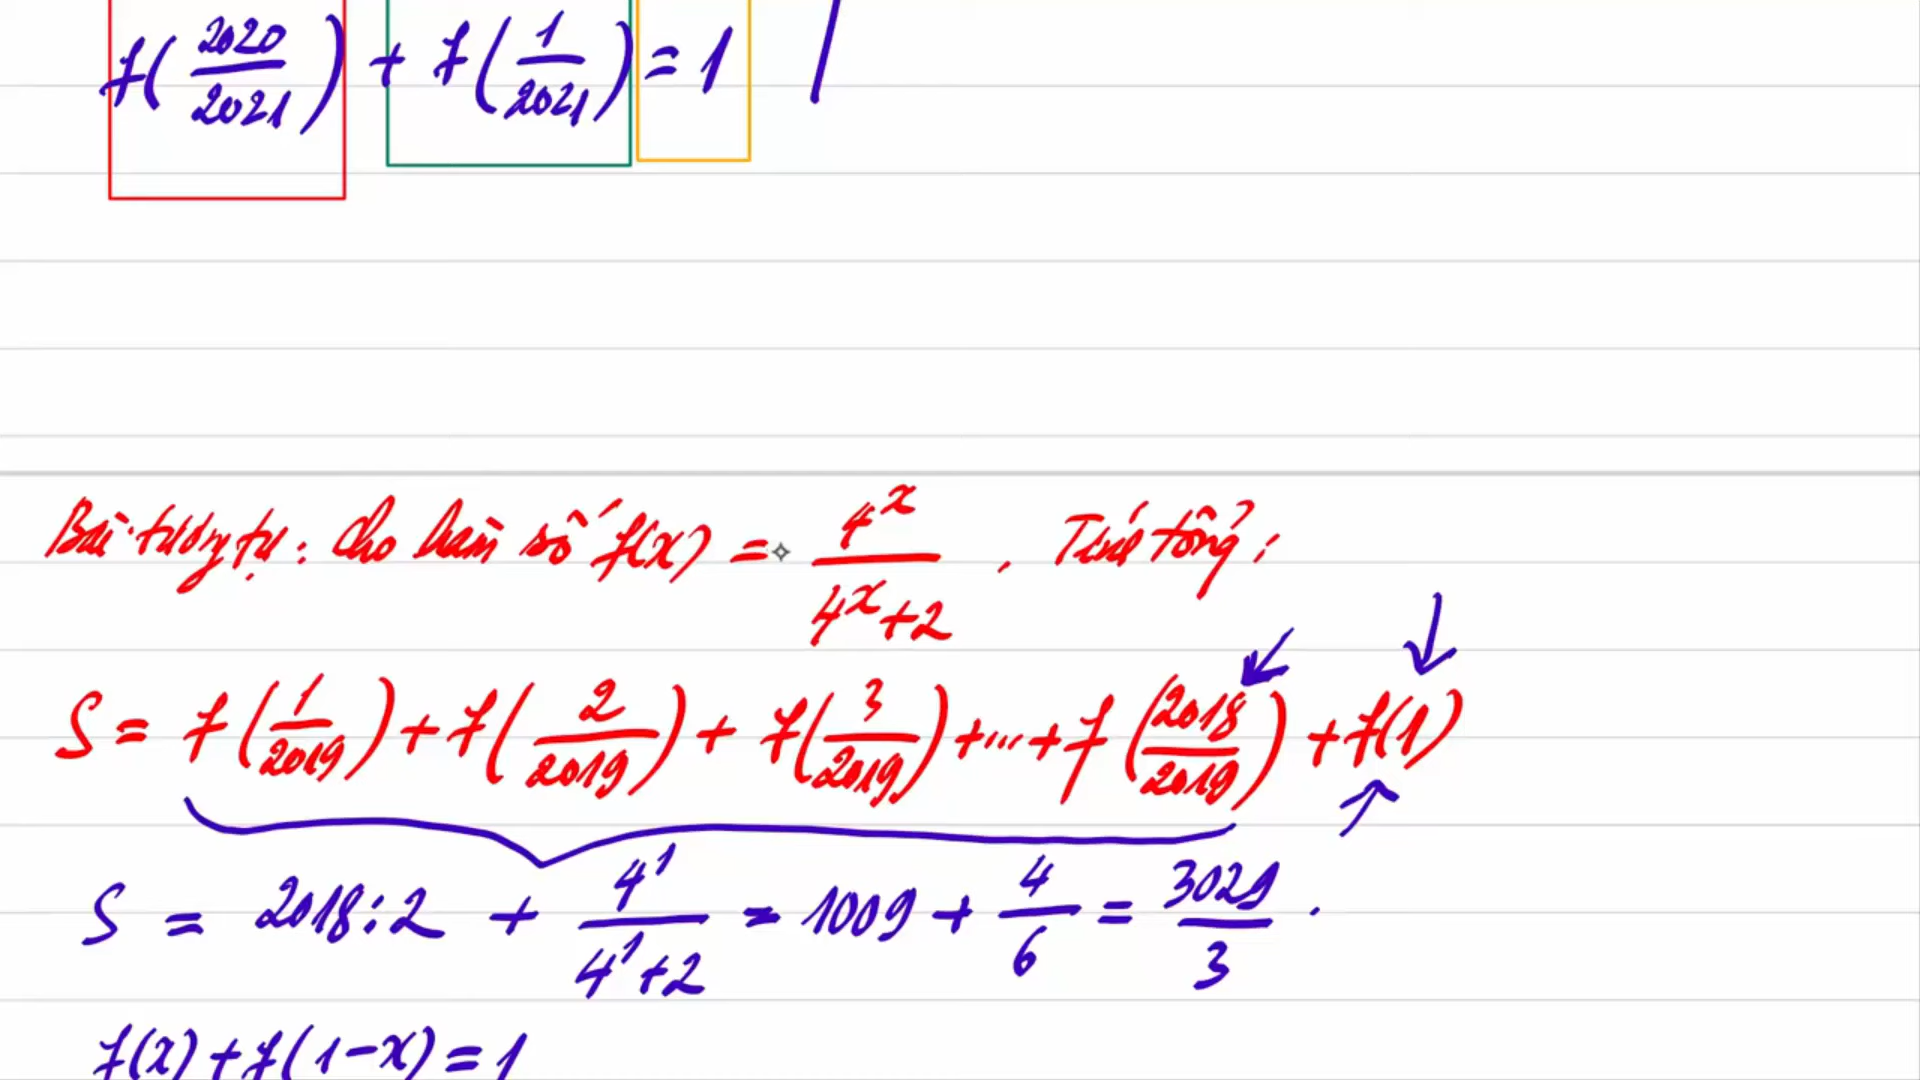 f(2020/2021) + f(1/2021) = 1
Bài tương tự: Cho hàm số f(x) = 4^x/(4^x+2). Tính tổng:
S = f(1/2019) + f(2/2019) + f(3/2019) + ... + f(2018/2019) + f(1)
S = 2018:2 + 4^1/(4^1+2) = 1009 + 4/6 = 3029/3.
f(x) + f(1-x) = 1